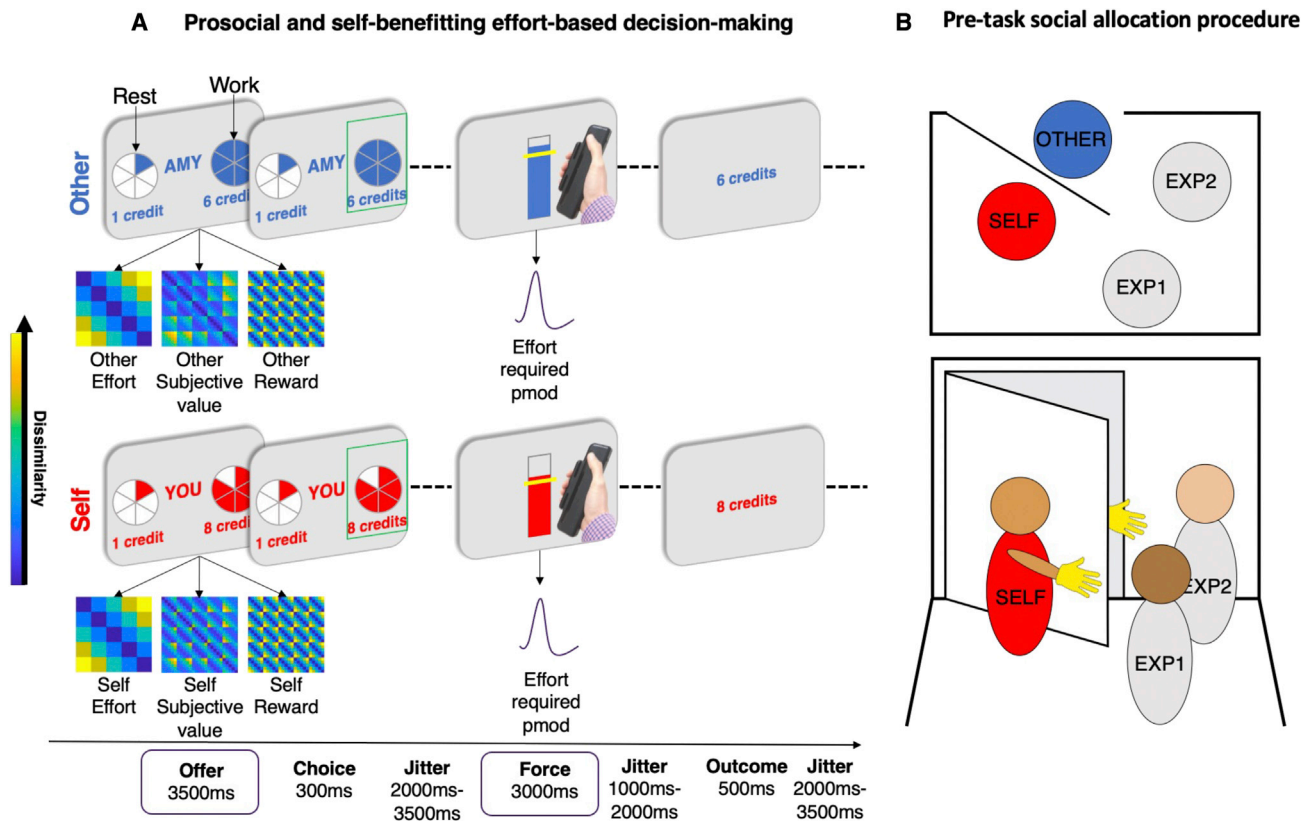 A Prosocial and self-benefitting effort-based decision-making
Rest
Work
Other
AMY
1 credit
6 credi
AMY
1 credit
6 credits
6 credits
Other
Effort
Other
Subjective
value
Other
Reward
Effort
required
pmod
Dissimilarity
Self
YOU
1 credit
8 credi
YOU
1 credit
8 credits
8 credits
Self
Effort
Self
Subjective
value
Self
Reward
Effort
required
pmod
Offer
3500ms
Choice
300ms
Jitter
2000ms-
3500ms
Force
3000ms
Jitter
1000ms-
2000ms
Outcome
500ms
Jitter
2000ms-
3500ms
B Pre-task social allocation procedure
OTHER
EXP2
SELF
EXP1
SELF
EXP2
EXP1